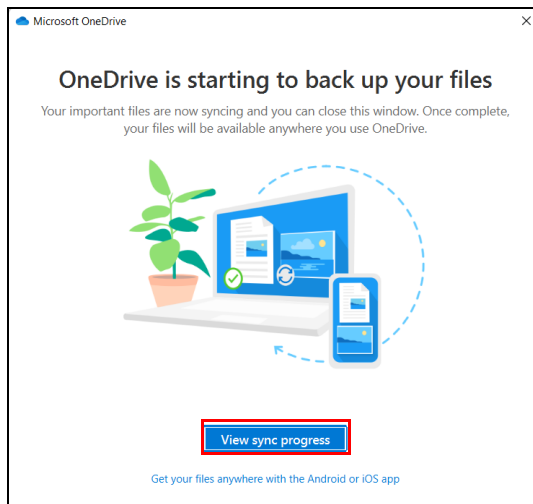 Microsoft OneDrive
OneDrive is starting to back up your files
Your important files are now syncing and you can close this window. Once complete,
your files will be available anywhere you use OneDrive.
View sync progress
Get your files anywhere with the Android or iOS app